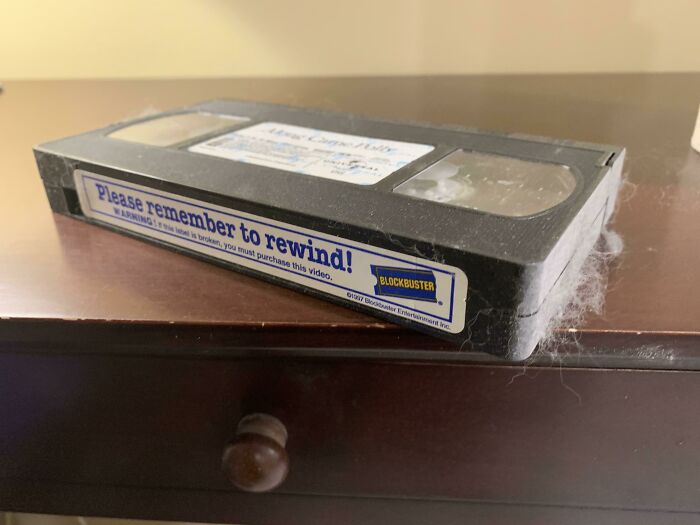 Along Came Polly
UNIVERSAL
Please remember to rewind!
WARNING! If this label is broken, you must purchase this video.
BLOCKBUSTER
©1997 Blockbuster Entertainment Inc.